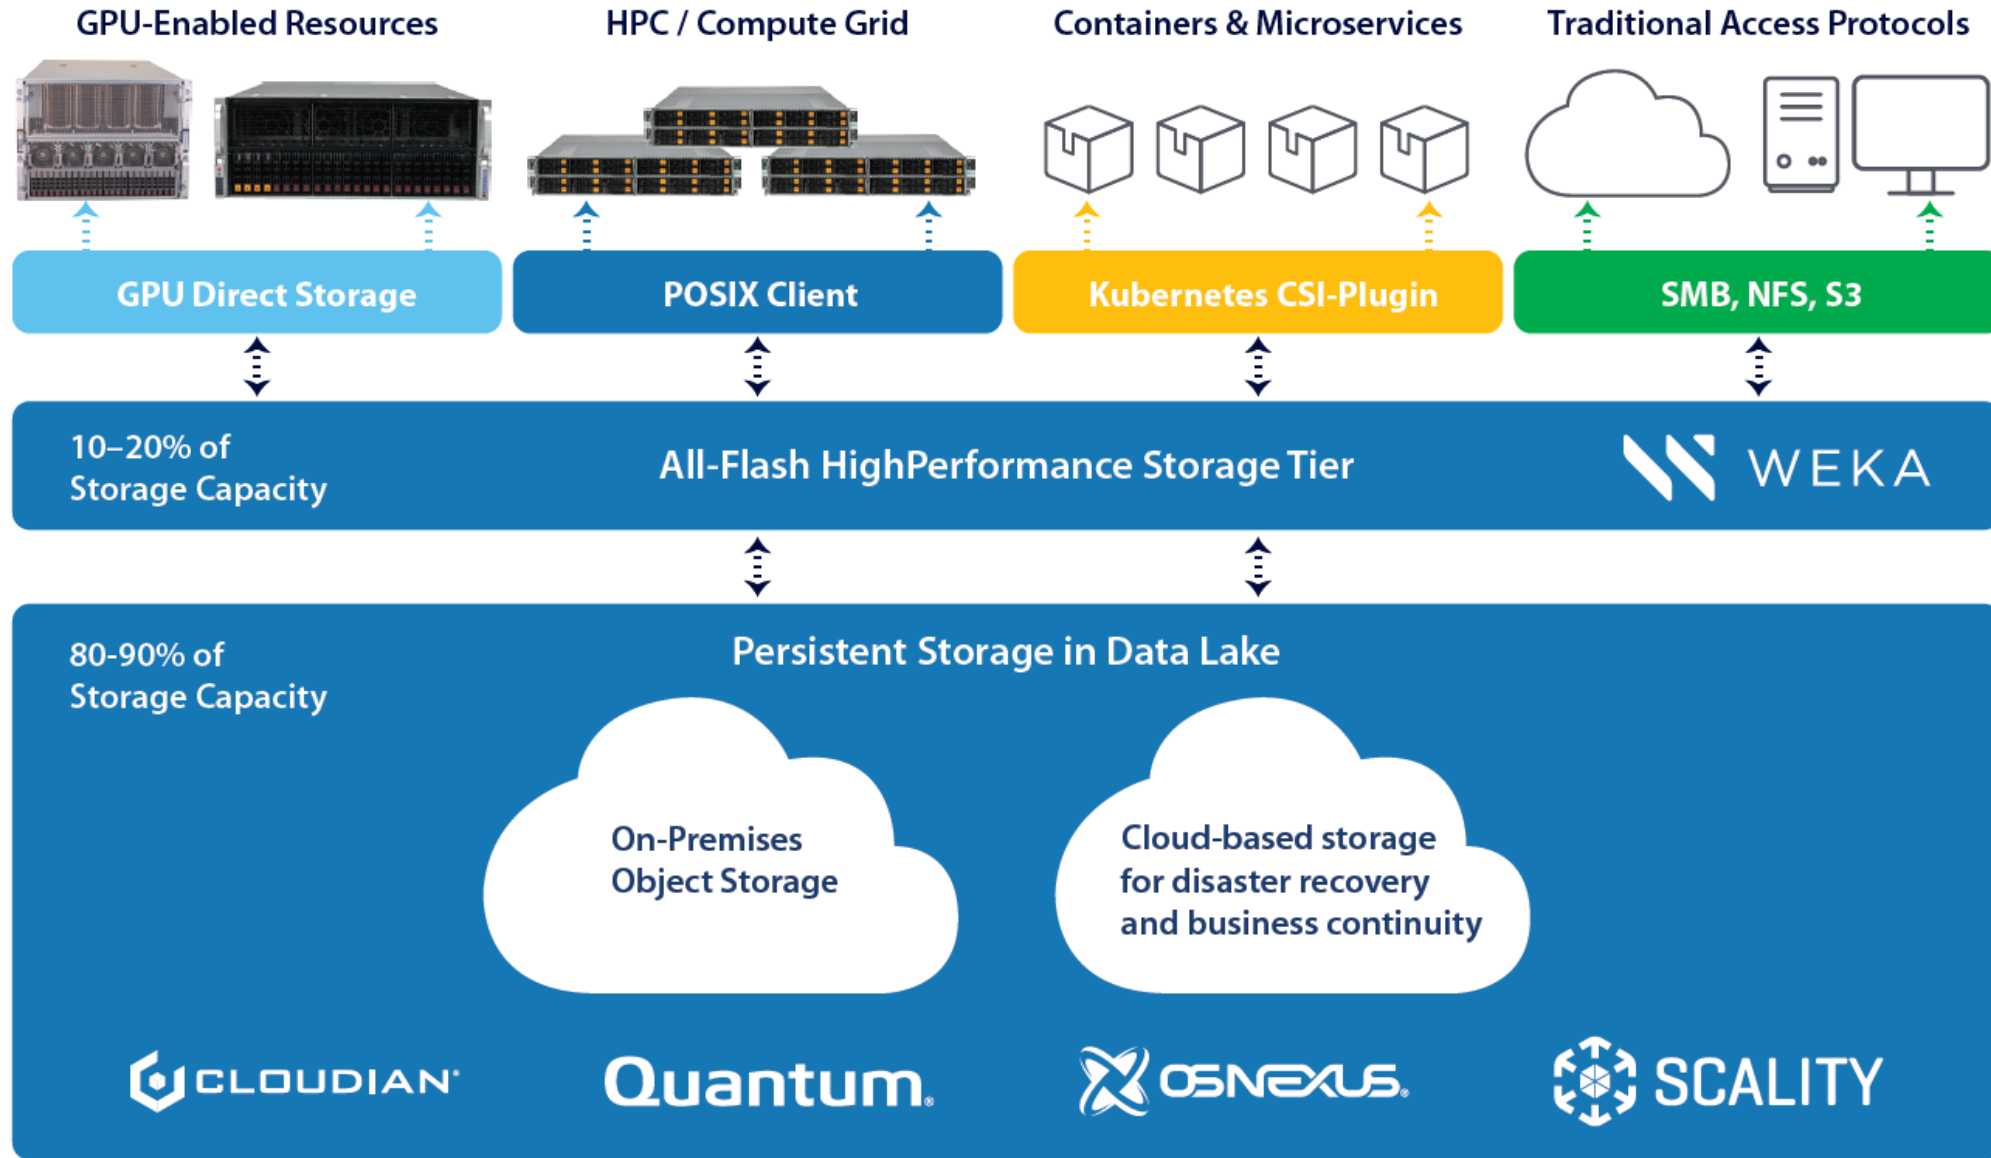 GPU-Enabled Resources
HPC / Compute Grid
Containers & Microservices
Traditional Access Protocols
GPU Direct Storage
POSIX Client
Kubernetes CSI-Plugin
SMB, NFS, S3
10–20% of
Storage Capacity
All-Flash HighPerformance Storage Tier
WEKA
80-90% of
Storage Capacity
Persistent Storage in Data Lake
On-Premises
Object Storage
Cloud-based storage
for disaster recovery
and business continuity
CLOUDIAN®
Quantum®
OSNEXUS®
SCALITY